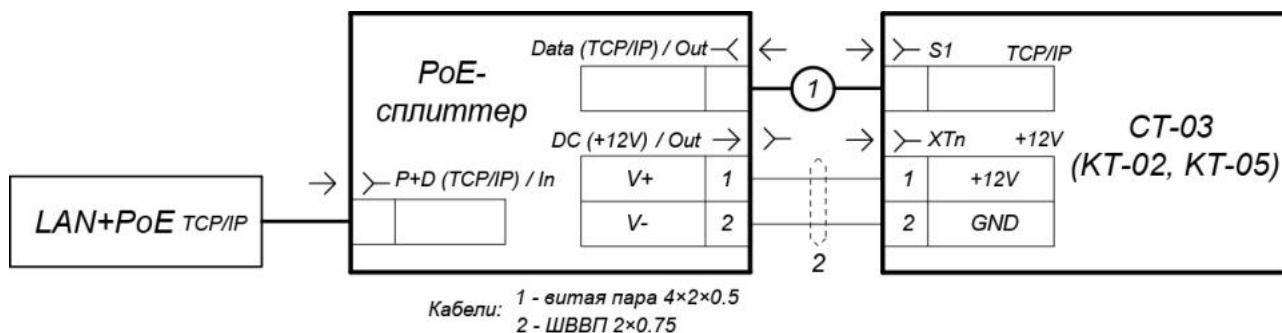 Data (TCP/IP) / Out
PoE-
сплиттер
1
S1
TCP/IP
DC (+12V) / Out
XTn
+12V
CT-03
(KT-02, KT-05)
P+D (TCP/IP) / In
V+
1
1
+12V
LAN+PoE TCP/IP
V-
2
2
GND
2
Кабели:
1 - витая пара 4×2×0.5
2 - ШВВП 2×0.75